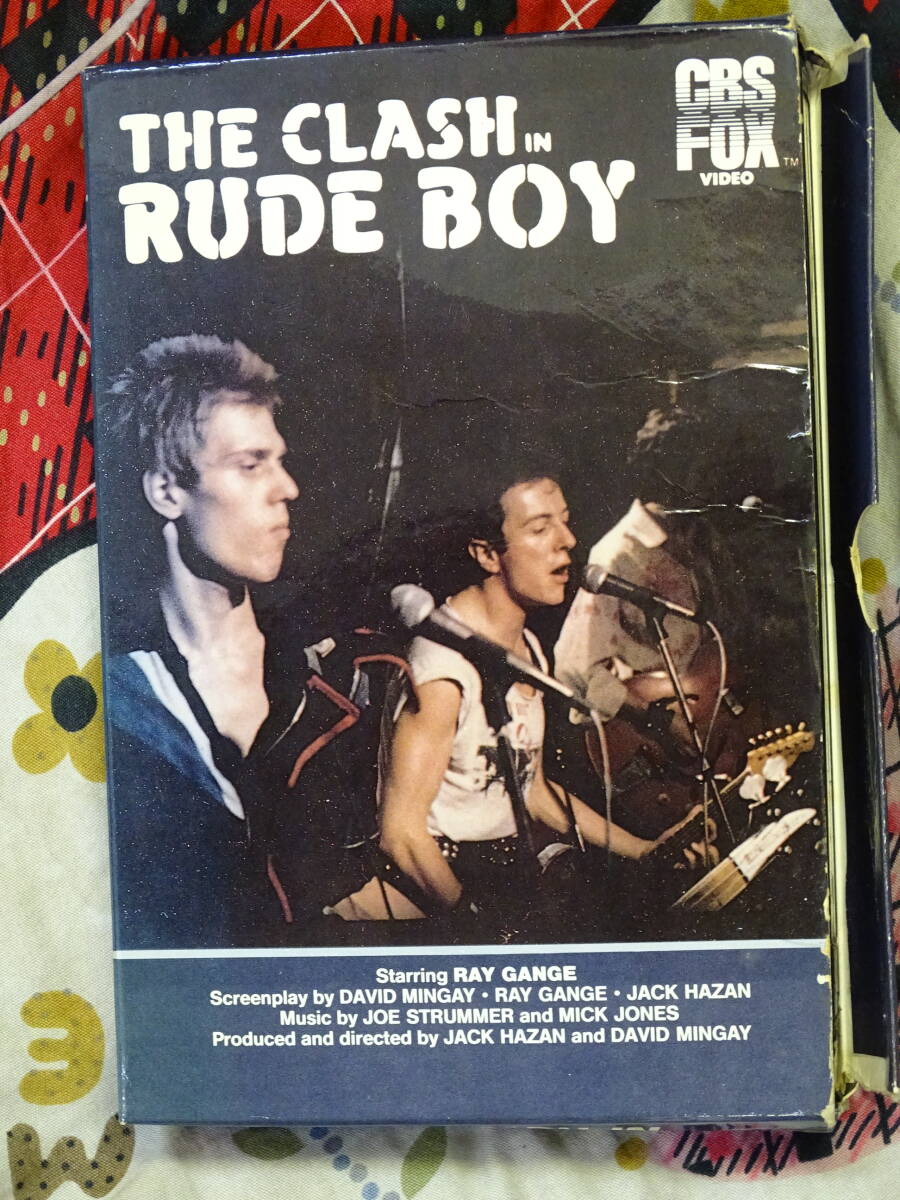 THE CLASH IN
RUDE BOY
CBS
FOX
TM
VIDEO
Starring RAY GANGE
Screenplay by DAVID MINGAY • RAY GANGE • JACK HAZAN
Music by JOE STRUMMER and MICK JONES
Produced and directed by JACK HAZAN and DAVID MINGAY